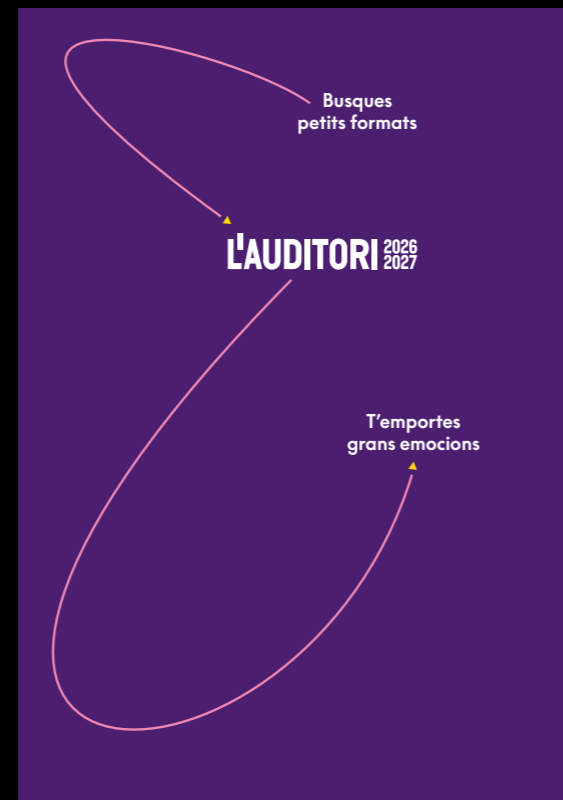 Busques
petits formats
L'AUDITORI 2026
2027
T'emportes
grans emocions